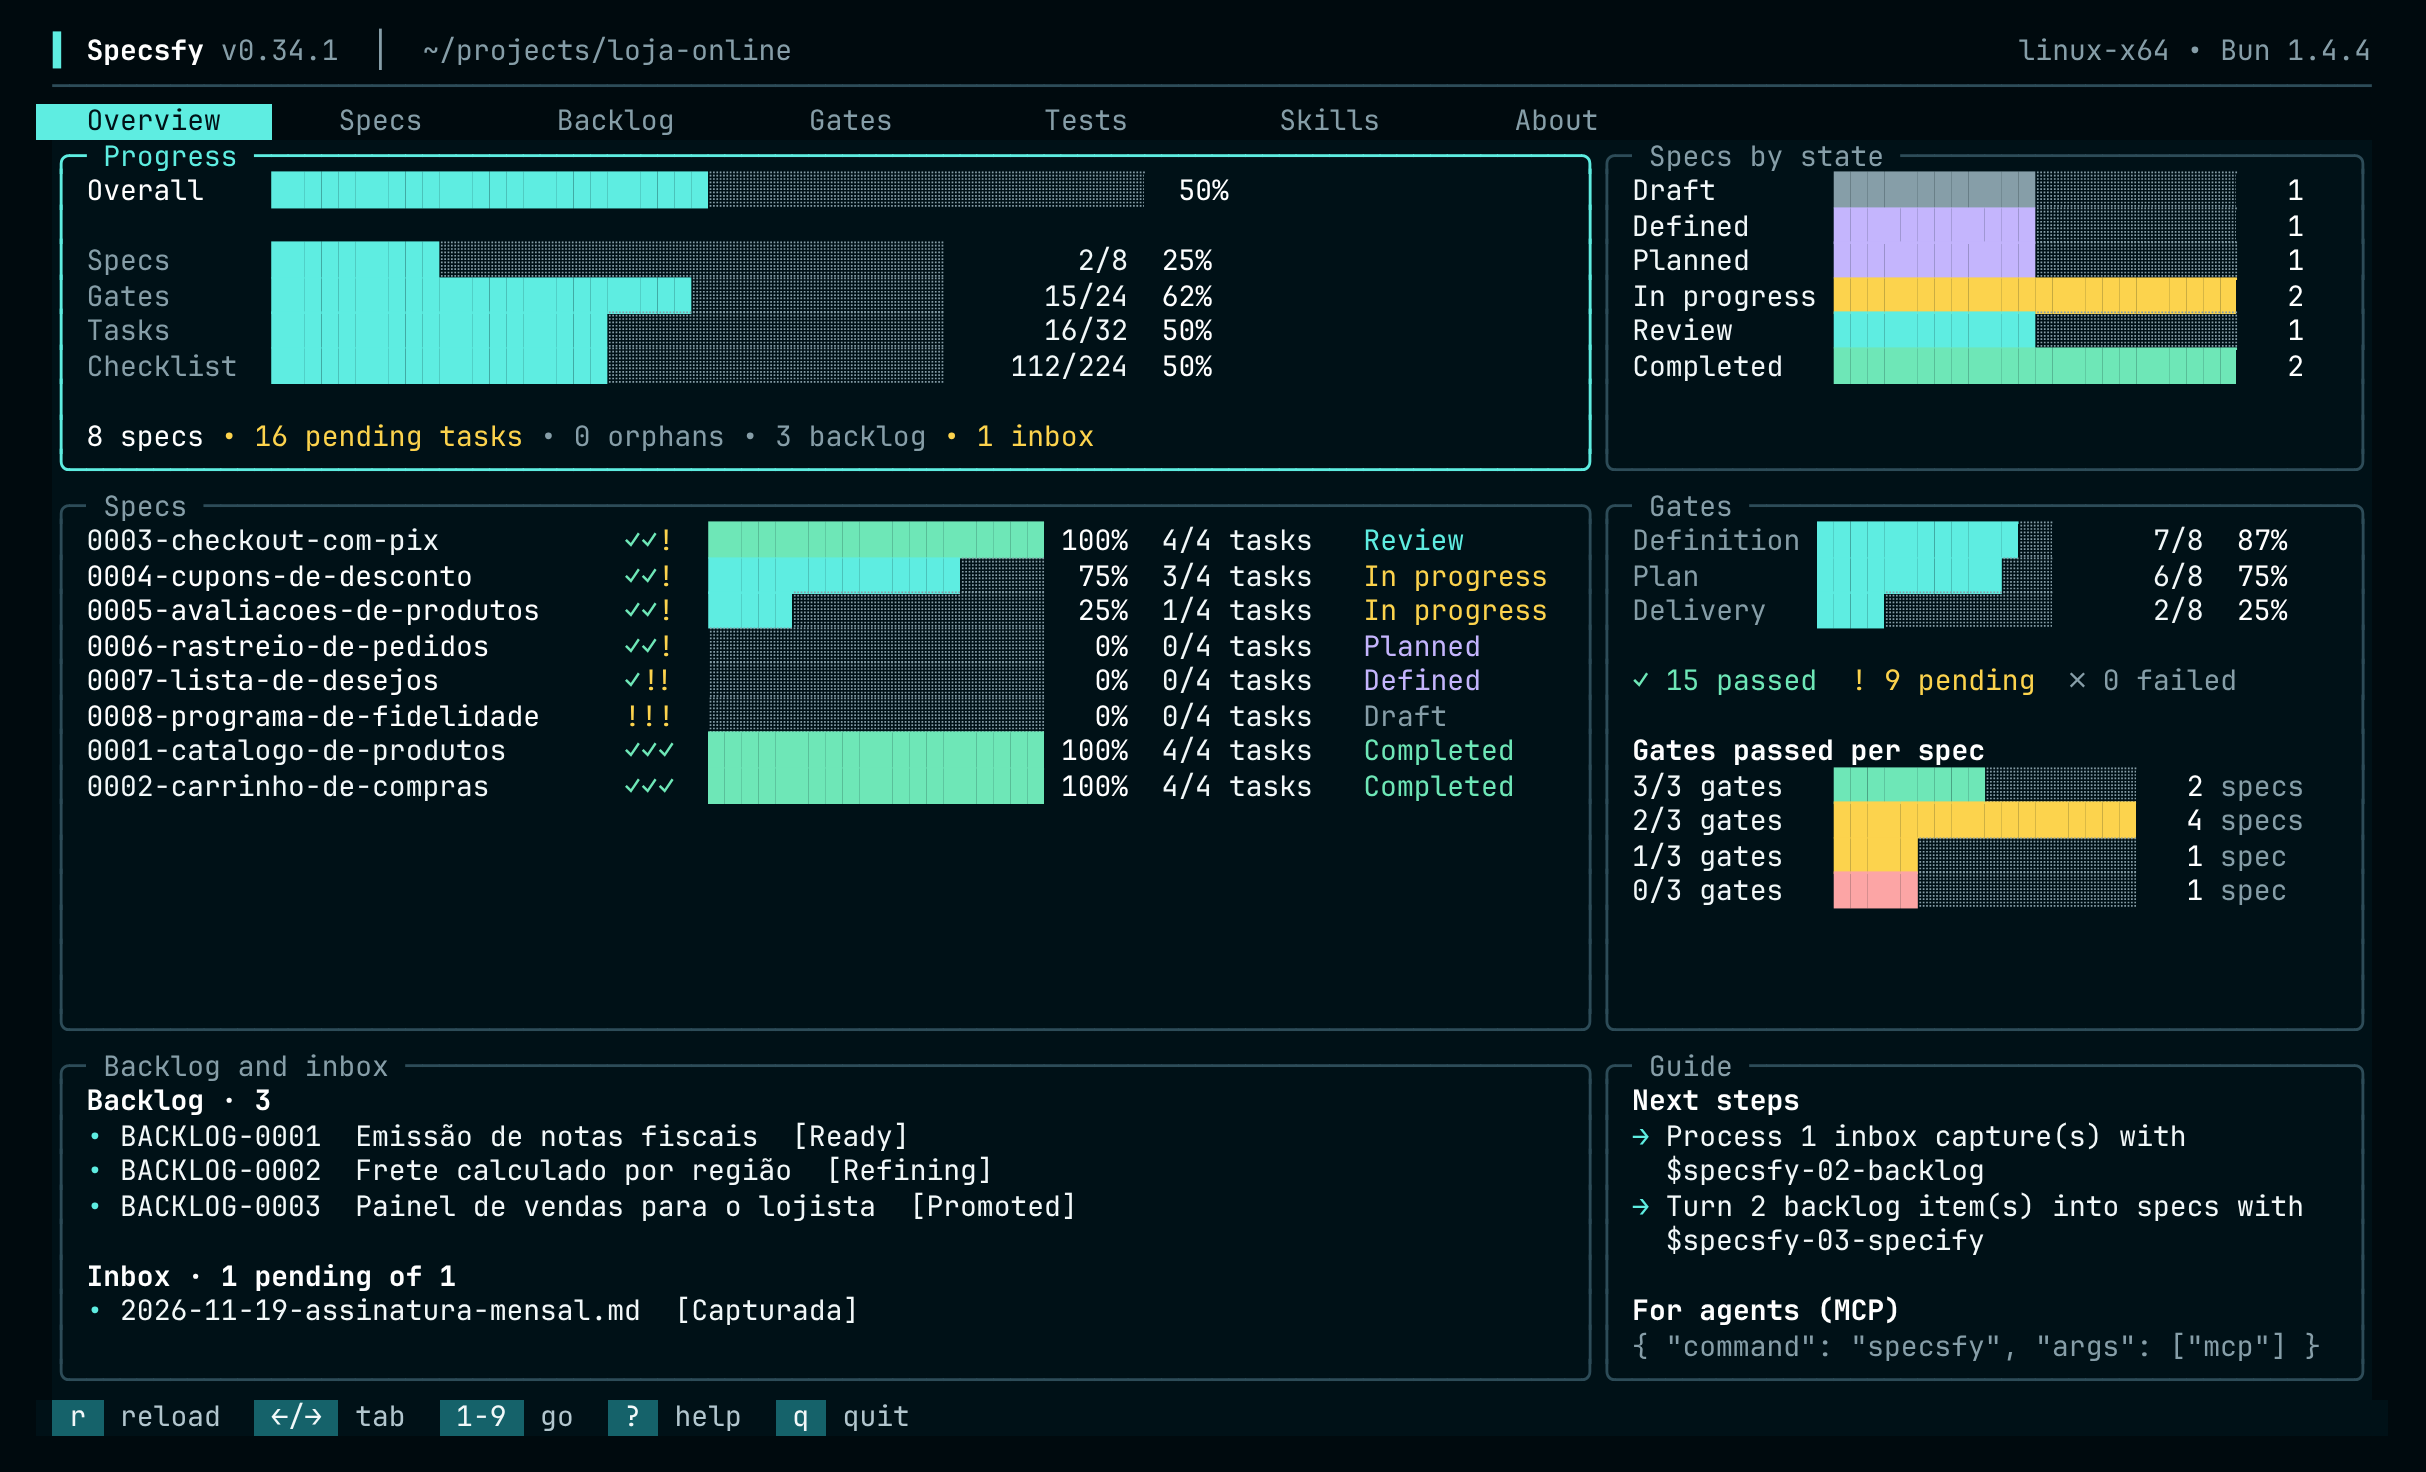 Specsfy v0.34.1 │ ~/projects/loja-online linux-x64 • Bun 1.4.4
Overview Specs Backlog Gates Tests Skills About
Progress
Overall 50%
Specs 2/8 25%
Gates 15/24 62%
Tasks 16/32 50%
Checklist 112/224 50%
8 specs • 16 pending tasks • 0 orphans • 3 backlog • 1 inbox
Specs by state
Draft 1
Defined 1
Planned 1
In progress 2
Review 1
Completed 2
Specs
0003-checkout-com-pix ✓✓! 100% 4/4 tasks Review
0004-cupons-de-desconto ✓✓! 75% 3/4 tasks In progress
0005-avaliacoes-de-produtos ✓✓! 25% 1/4 tasks In progress
0006-rastreio-de-pedidos ✓✓! 0% 0/4 tasks Planned
0007-lista-de-desejos ✓!! 0% 0/4 tasks Defined
0008-programa-de-fidelidade !!! 0% 0/4 tasks Draft
0001-catalogo-de-produtos ✓✓✓ 100% 4/4 tasks Completed
0002-carrinho-de-compras ✓✓✓ 100% 4/4 tasks Completed
Gates
Definition 7/8 87%
Plan 6/8 75%
Delivery 2/8 25%
✓ 15 passed ! 9 pending × 0 failed
Gates passed per spec
3/3 gates 2 specs
2/3 gates 4 specs
1/3 gates 1 spec
0/3 gates 1 spec
Backlog and inbox
Backlog · 3
• BACKLOG-0001 Emissão de notas fiscais [Ready]
• BACKLOG-0002 Frete calculado por região [Refining]
• BACKLOG-0003 Painel de vendas para o lojista [Promoted]
Inbox · 1 pending of 1
• 2026-11-19-assinatura-mensal.md [Capturada]
Guide
Next steps
→ Process 1 inbox capture(s) with
$specsfy-02-backlog
→ Turn 2 backlog item(s) into specs with
$specsfy-03-specify
For agents (MCP)
{ "command": "specsfy", "args": ["mcp"] }
r reload ←/→ tab 1-9 go ? help q quit